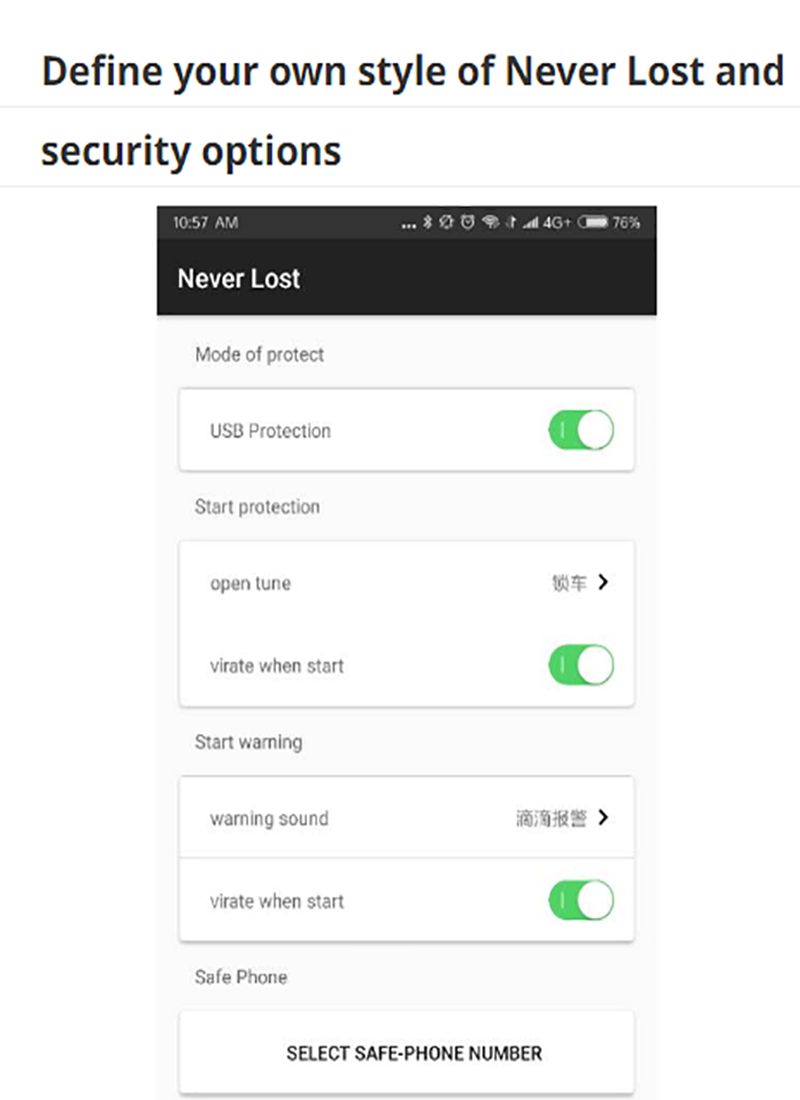 Define your own style of Never Lost and
security options
10:57 AM ... 4G+ 76%
Never Lost
Mode of protect
USB Protection
Start protection
open tune 锁车
virate when start
Start warning
warning sound 滴滴报警
virate when start
Safe Phone
SELECT SAFE-PHONE NUMBER